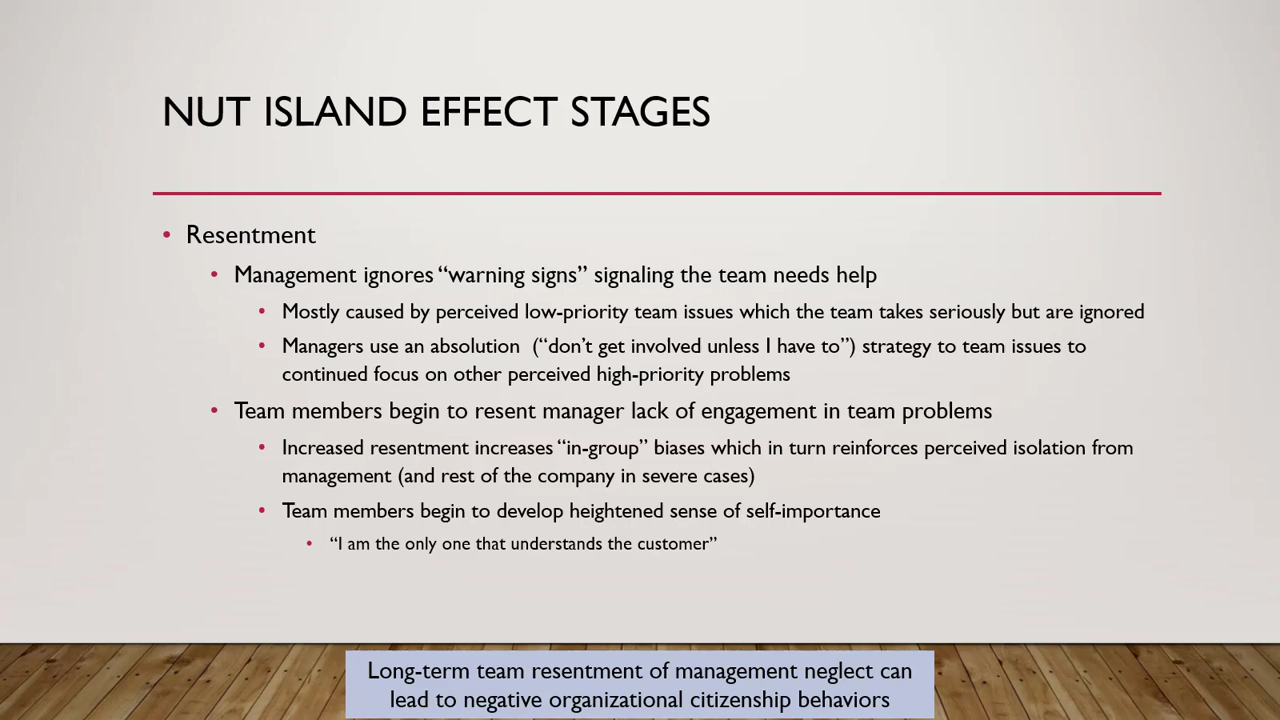 NUT ISLAND EFFECT STAGES
• Resentment
• Management ignores “warning signs” signaling the team needs help
• Mostly caused by perceived low-priority team issues which the team takes seriously but are ignored
• Managers use an absolution (“don’t get involved unless I have to”) strategy to team issues to
continued focus on other perceived high-priority problems
• Team members begin to resent manager lack of engagement in team problems
• Increased resentment increases “in-group” biases which in turn reinforces perceived isolation from
management (and rest of the company in severe cases)
• Team members begin to develop heightened sense of self-importance
• “I am the only one that understands the customer”
Long-term team resentment of management neglect can
lead to negative organizational citizenship behaviors